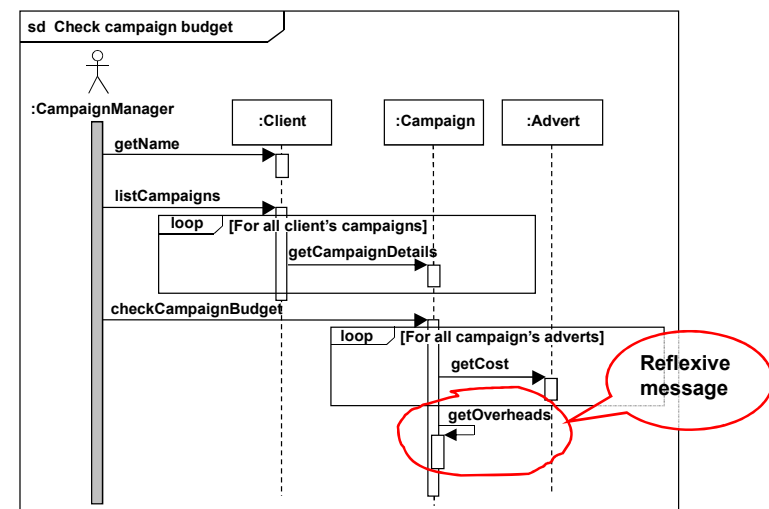 sd Check campaign budget
:CampaignManager
:Client
:Campaign
:Advert
getName
listCampaigns
loop
[For all client's campaigns]
getCampaignDetails
checkCampaignBudget
loop
[For all campaign's adverts]
getCost
Reflexive
message
getOverheads